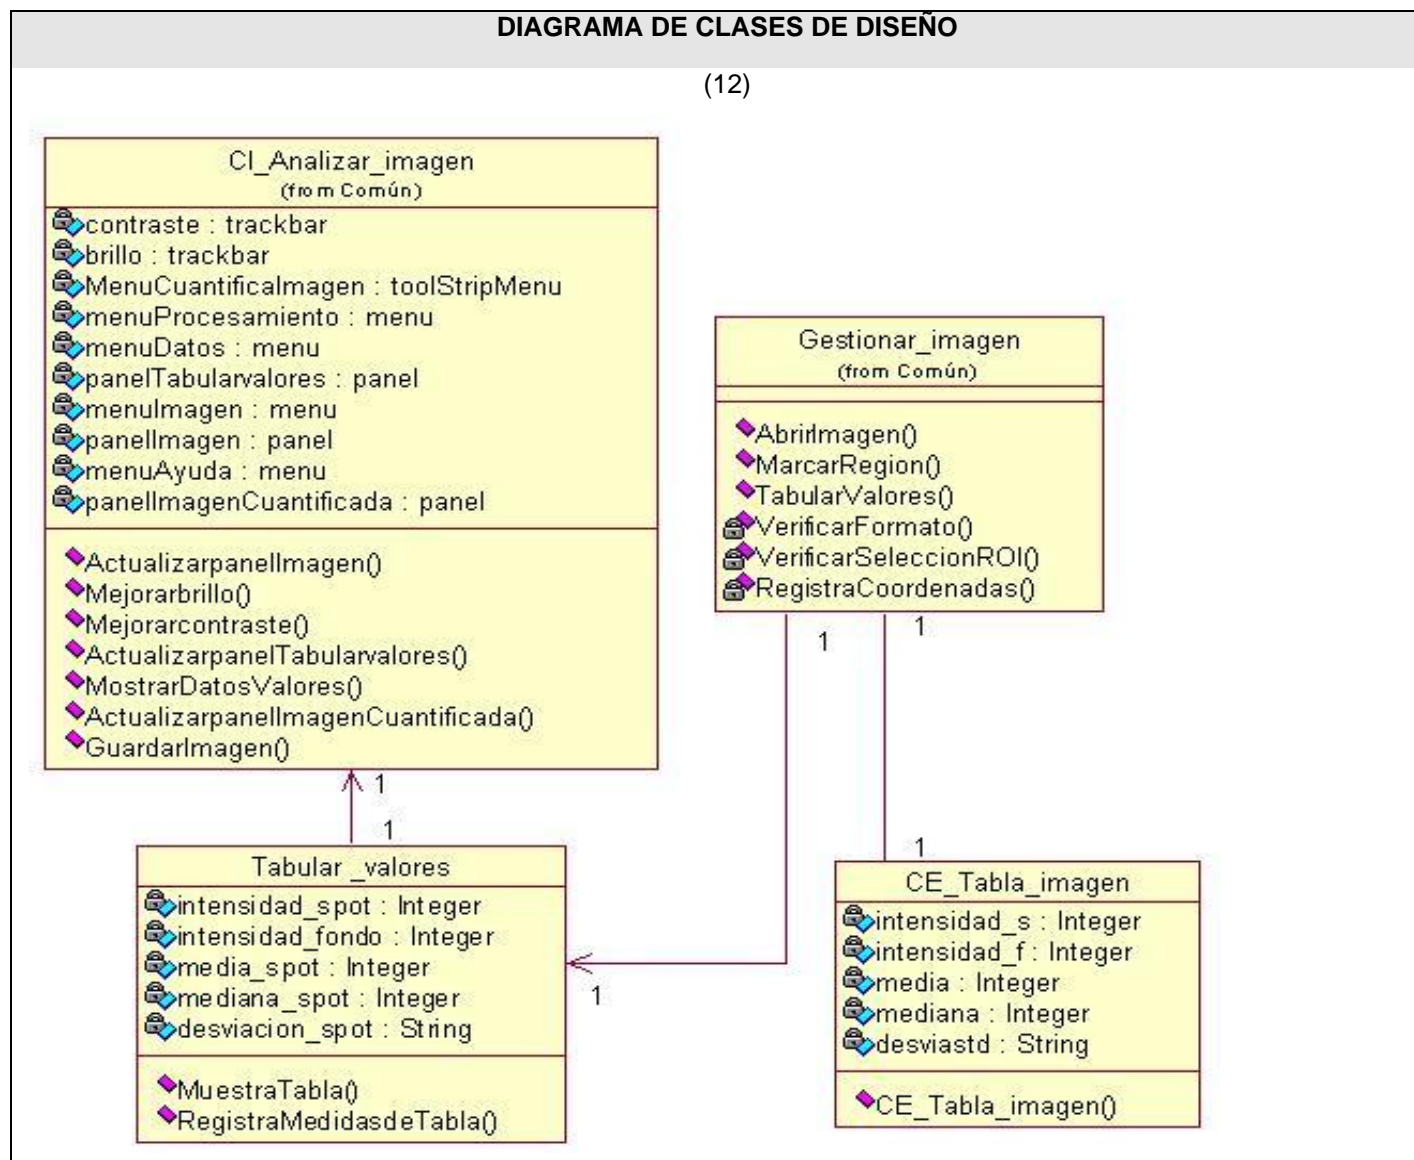 DIAGRAMA DE CLASES DE DISEÑO
(12)
CI_Analizar_imagen
(from Común)
contraste : trackbar
brillo : trackbar
MenuCuantificaImagen : toolStripMenu
menuProcesamiento : menu
menuDatos : menu
panelTabularvalores : panel
menuImagen : menu
panelImagen : panel
menuAyuda : menu
panelImagenCuantificada : panel
ActualizarpanelImagen()
Mejorarbrillo()
Mejorarcontraste()
ActualizarpanelTabularvalores()
MostrarDatosValores()
ActualizarpanelImagenCuantificada()
GuardarImagen()
Gestionar_imagen
(from Común)
AbrirImagen()
MarcarRegion()
TabularValores()
VerificarFormato()
VerificarSeleccionROI()
RegistraCoordenadas()
1
1
1
1
1
1
Tabular _valores
intensidad_spot : Integer
intensidad_fondo : Integer
media_spot : Integer
mediana_spot : Integer
desviacion_spot : String
MuestraTabla()
RegistraMedidasdeTabla()
CE_Tabla_imagen
intensidad_s : Integer
intensidad_f : Integer
media : Integer
mediana : Integer
desviastd : String
CE_Tabla_imagen()